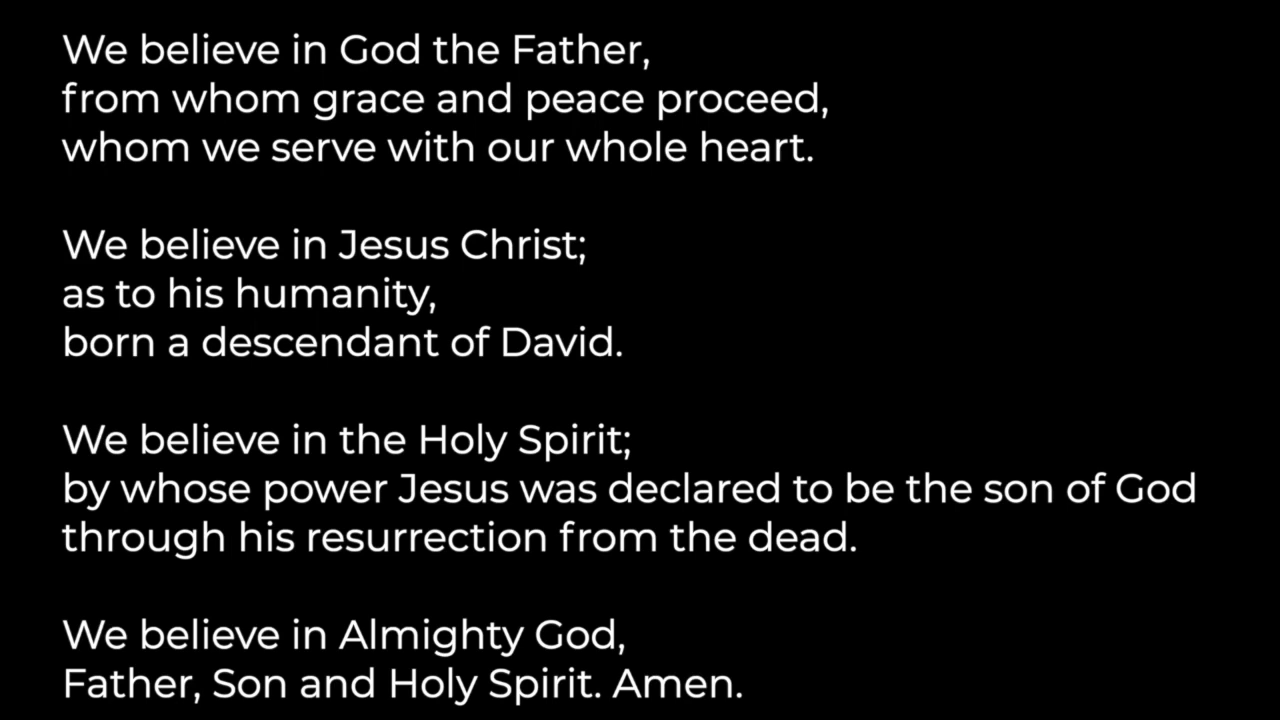 We believe in God the Father,
from whom grace and peace proceed,
whom we serve with our whole heart.
We believe in Jesus Christ;
as to his humanity,
born a descendant of David.
We believe in the Holy Spirit;
by whose power Jesus was declared to be the son of God
through his resurrection from the dead.
We believe in Almighty God,
Father, Son and Holy Spirit. Amen.